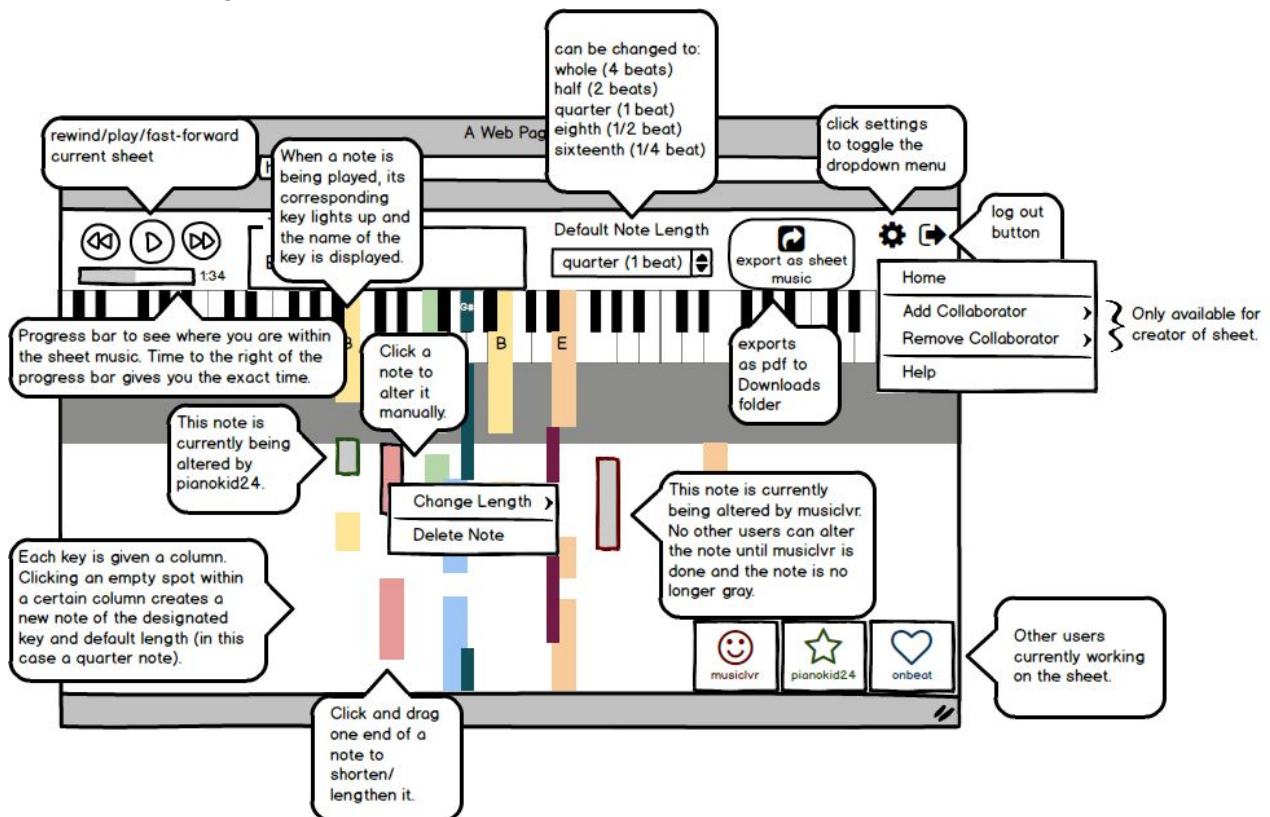 can be changed to:
whole (4 beats)
half (2 beats)
quarter (1 beat)
eighth (1/2 beat)
sixteenth (1/4 beat)
rewind/play/fast-forward
current sheet
A Web Pag
When a note is
being played, its
corresponding
key lights up and
the name of the
key is displayed.
click settings
to toggle the
dropdown menu
log out
button
Default Note Length
quarter (1 beat)
export as sheet
music
1:34
Home
Add Collaborator
Remove Collaborator
Help
Only available for
creator of sheet.
G#
B
B
E
Progress bar to see where you are within
the sheet music. Time to the right of the
progress bar gives you the exact time.
Click a
note to
alter it
manually.
exports
as pdf to
Downloads
folder
This note is
currently being
altered by
pianokid24.
Change Length
Delete Note
This note is currently
being altered by musiclvr.
No other users can alter
the note until musiclvr is
done and the note is no
longer gray.
Each key is given a column.
Clicking an empty spot within
a certain column creates a
new note of the designated
key and default length (in this
case a quarter note).
musiclvr
pianokid24
onbeat
Other users
currently working
on the sheet.
Click and drag
one end of a
note to
shorten/
lengthen it.